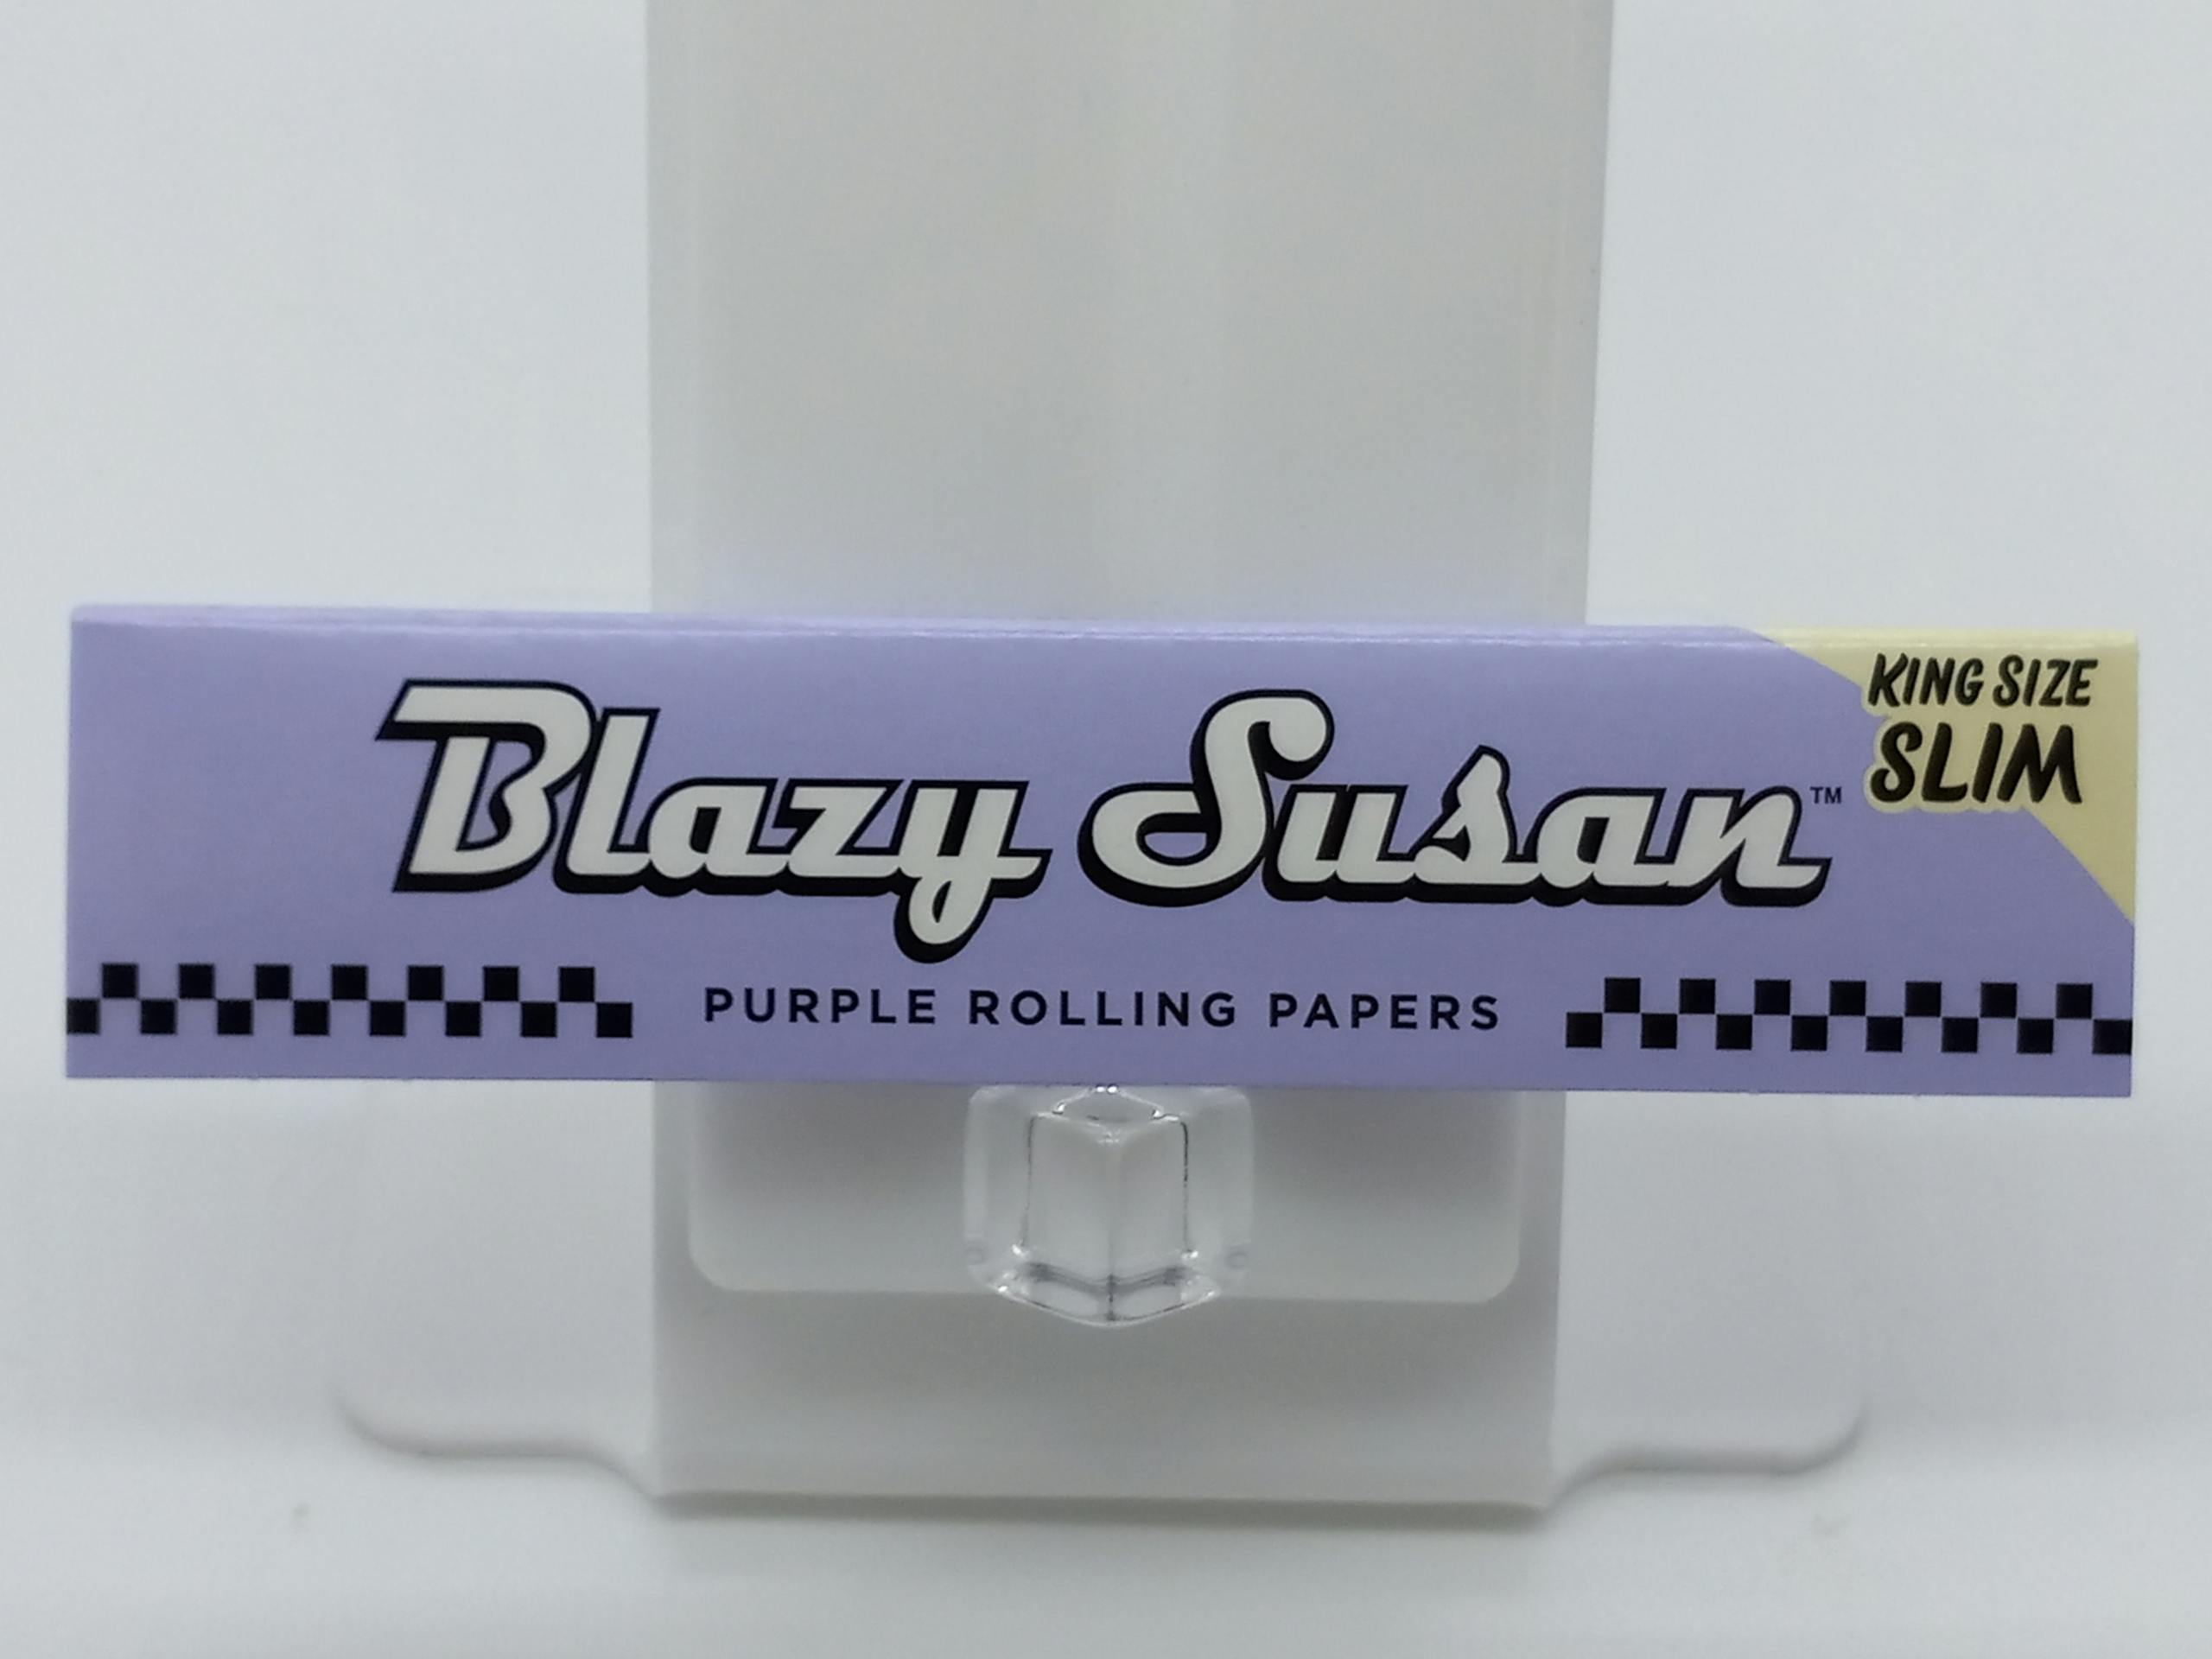 Blazy Susan™
KING SIZE
SLIM
PURPLE ROLLING PAPERS